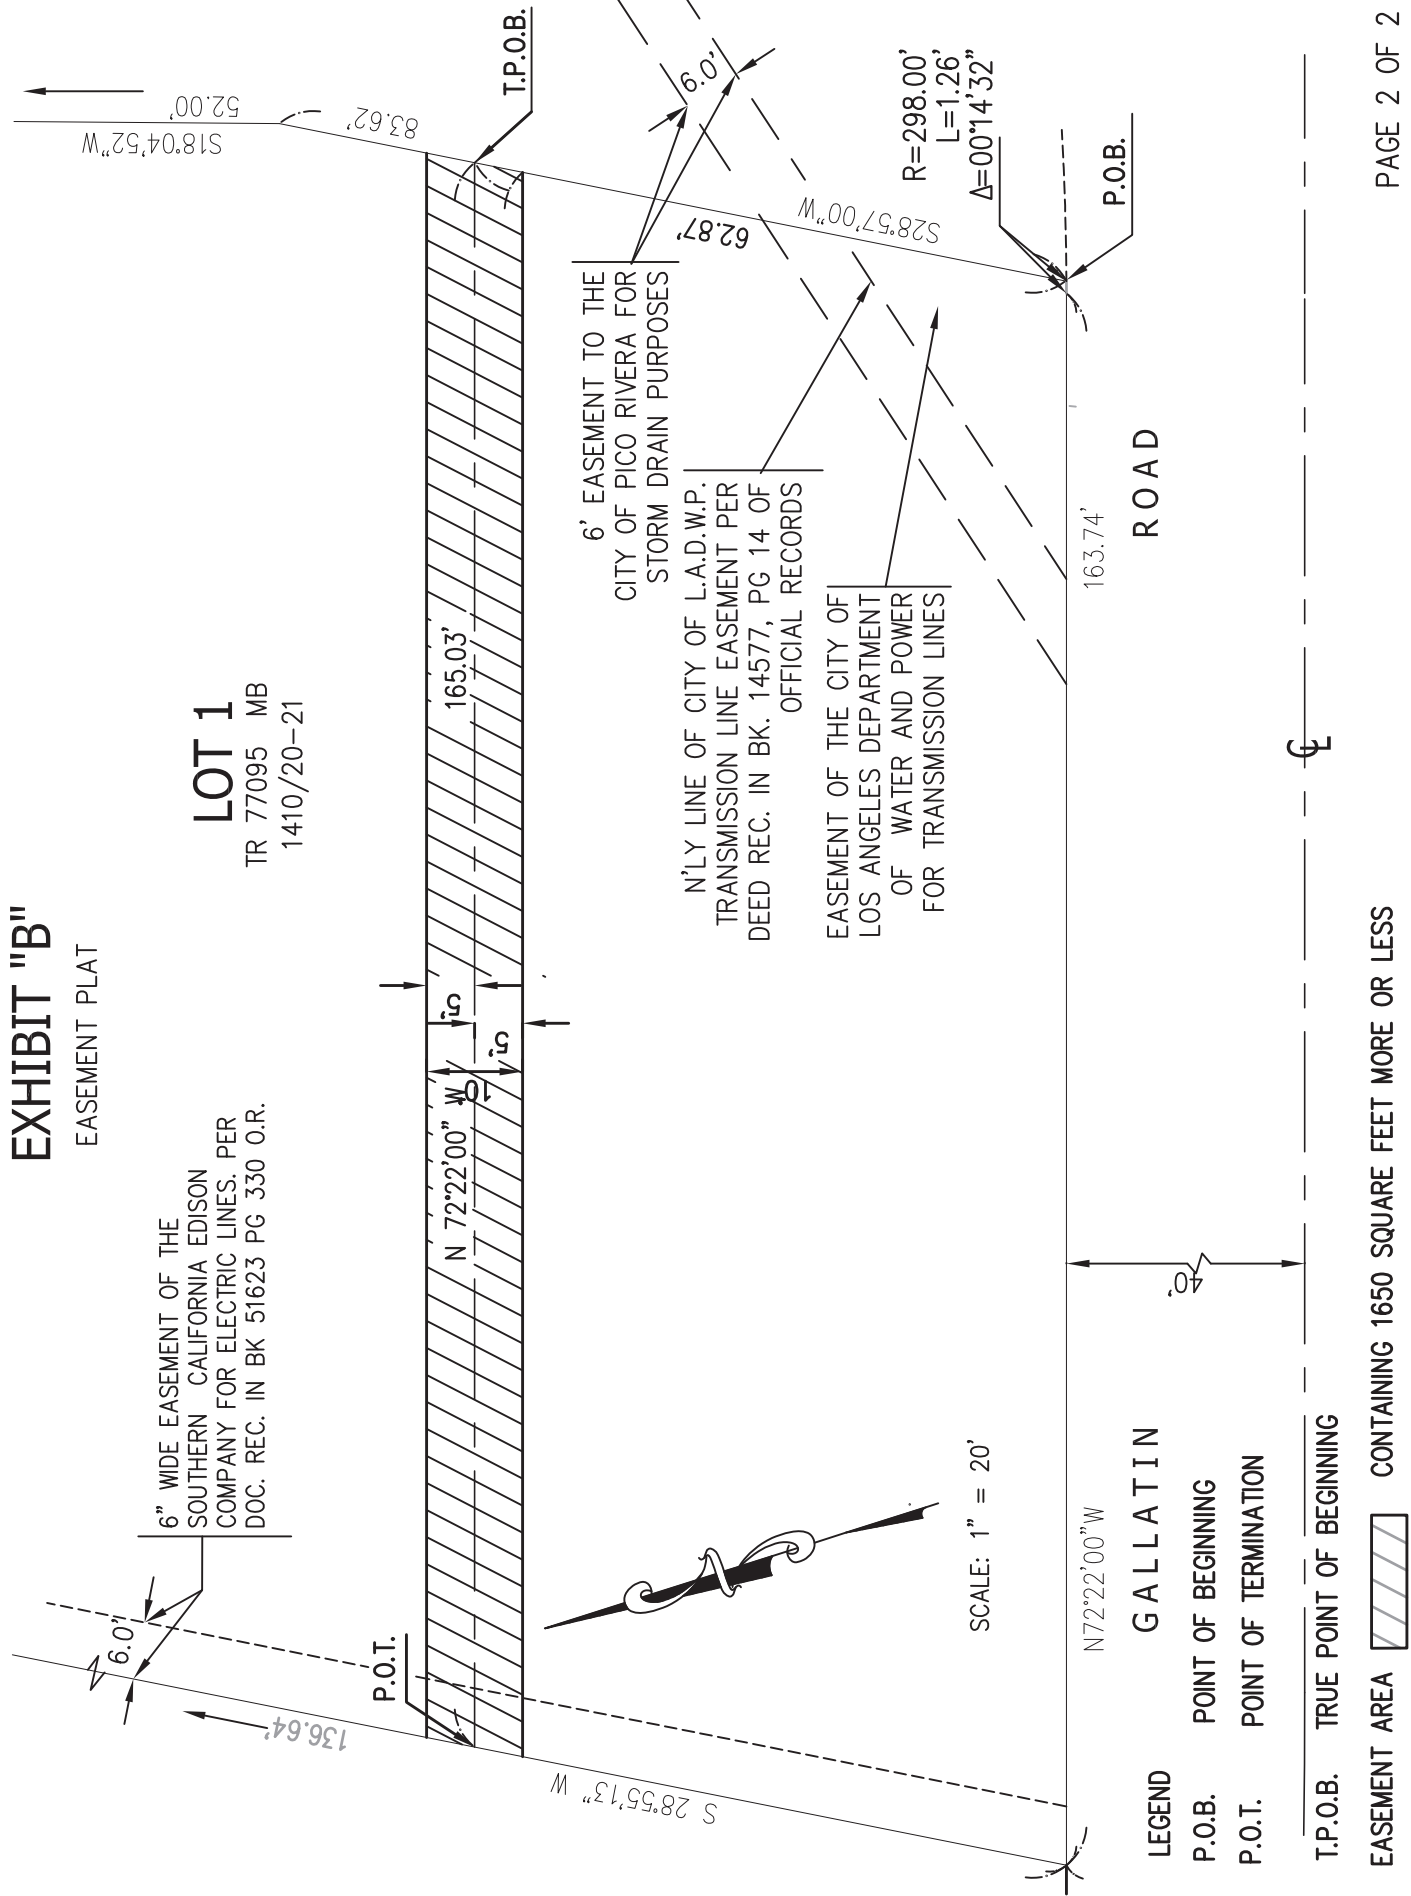 EXHIBIT "B"
EASEMENT PLAT
6" WIDE EASEMENT OF THE
SOUTHERN CALIFORNIA EDISON
COMPANY FOR ELECTRIC LINES. PER
DOC. REC. IN BK 51623 PG 330 O.R.
6.0'
136.64'
LOT 1
TR 77095 MB
1410/20-21
S18°04'52"W
52.00'
83.62'
T.P.O.B.
P.O.T.
N 72°22'00" W
10'
5'
5'
165.03'
6' EASEMENT TO THE
CITY OF PICO RIVERA FOR
STORM DRAIN PURPOSES
6.0'
62.87'
S28°57'00"W
N'LY LINE OF CITY OF L.A.D.W.P.
TRANSMISSION LINE EASEMENT PER
DEED REC. IN BK. 14577, PG 14 OF
OFFICIAL RECORDS
EASEMENT OF THE CITY OF
LOS ANGELES DEPARTMENT
OF WATER AND POWER
FOR TRANSMISSION LINES
R=298.00'
L=1.26'
Δ=00°14'32"
P.O.B.
S 28°55'13" W
N
SCALE: 1" = 20'
N72°22'00"W
163.74'
GALLATIN ROAD
40'
℄
LEGEND
P.O.B. POINT OF BEGINNING
P.O.T. POINT OF TERMINATION
T.P.O.B. TRUE POINT OF BEGINNING
EASEMENT AREA CONTAINING 1650 SQUARE FEET MORE OR LESS
PAGE 2 OF 2